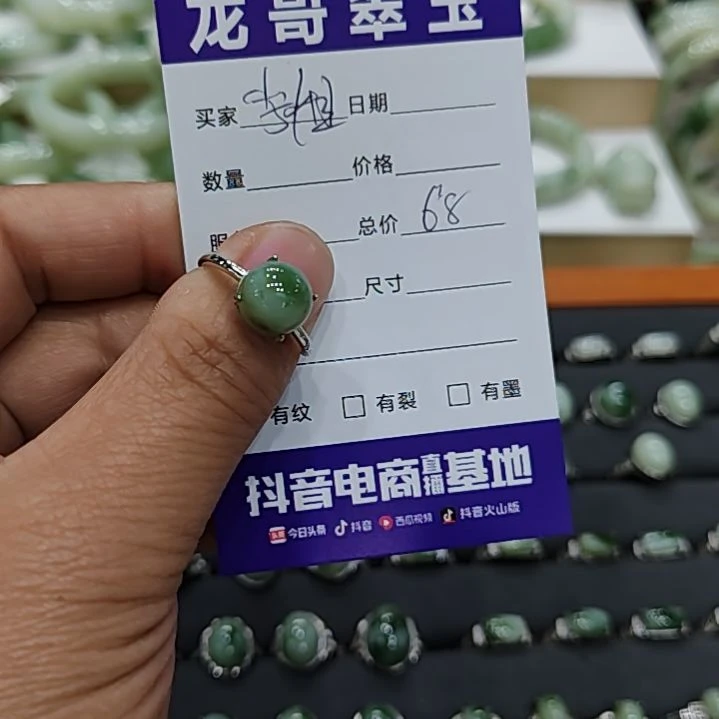 龙哥翠玉
买家 日期
数量 价格
总价 68
尺寸
有纹 有裂 有墨
抖音电商直播基地
今日头条 抖音 西瓜视频 抖音火山版